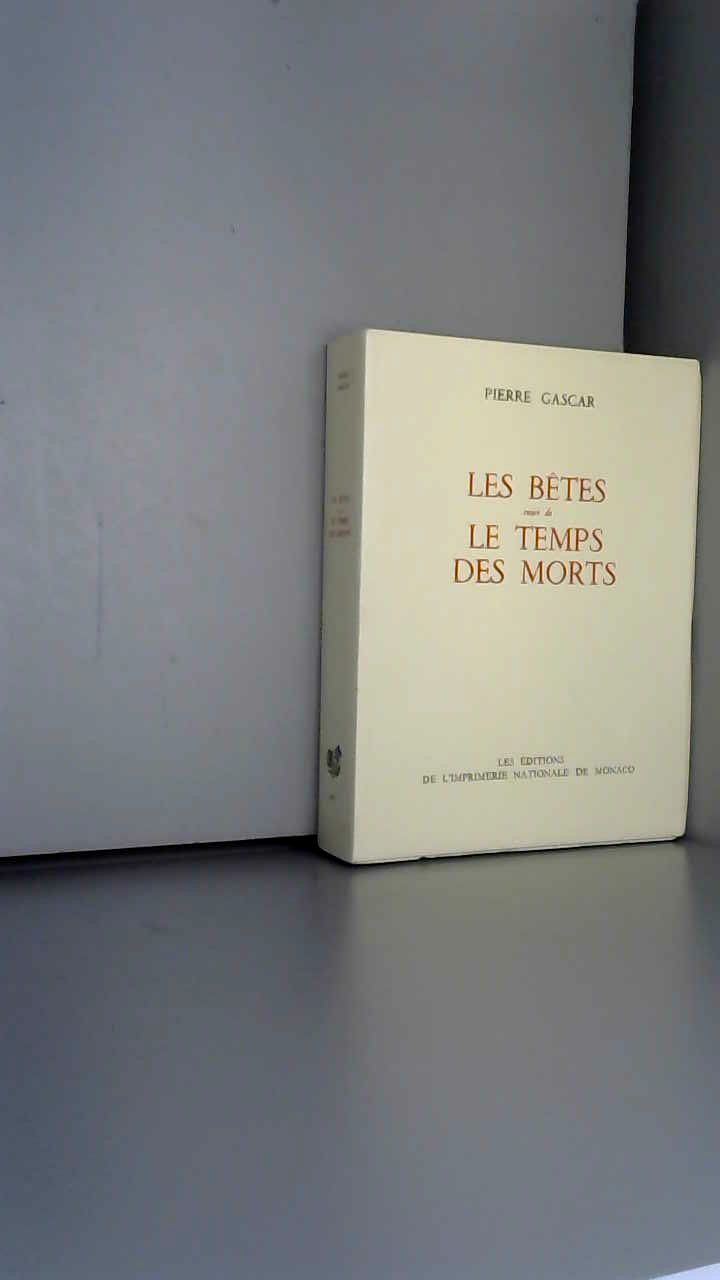 PIERRE GASCAR
LES BÊTES
suivi de
LE TEMPS
DES MORTS
LES ÉDITIONS
DE L'IMPRIMERIE NATIONALE DE MONACO